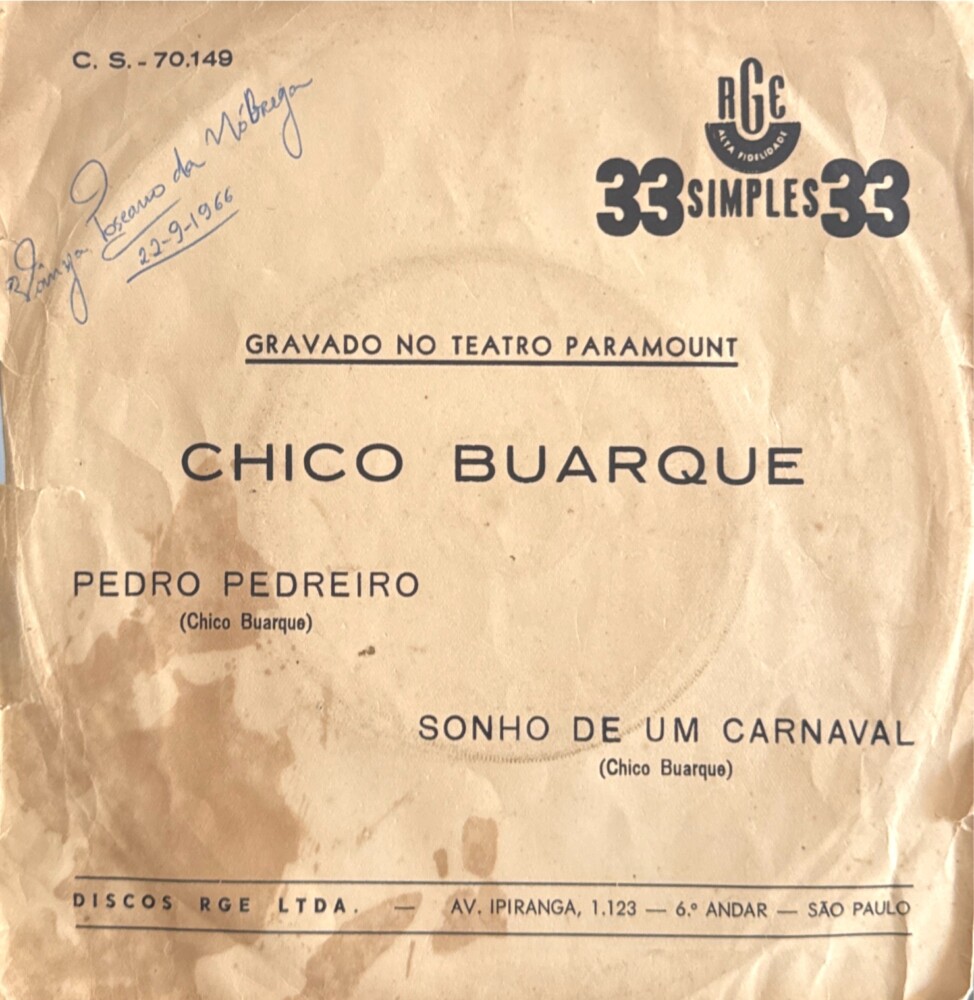 C. S. - 70.149
RGE
ALTA FIDELIDADE
33 SIMPLES 33
Vânja Toscano da Nóbrega
22-9-1966
GRAVADO NO TEATRO PARAMOUNT
CHICO BUARQUE
PEDRO PEDREIRO
(Chico Buarque)
SONHO DE UM CARNAVAL
(Chico Buarque)
DISCOS RGE LTDA. — AV. IPIRANGA, 1.123 — 6.º ANDAR — SÃO PAULO